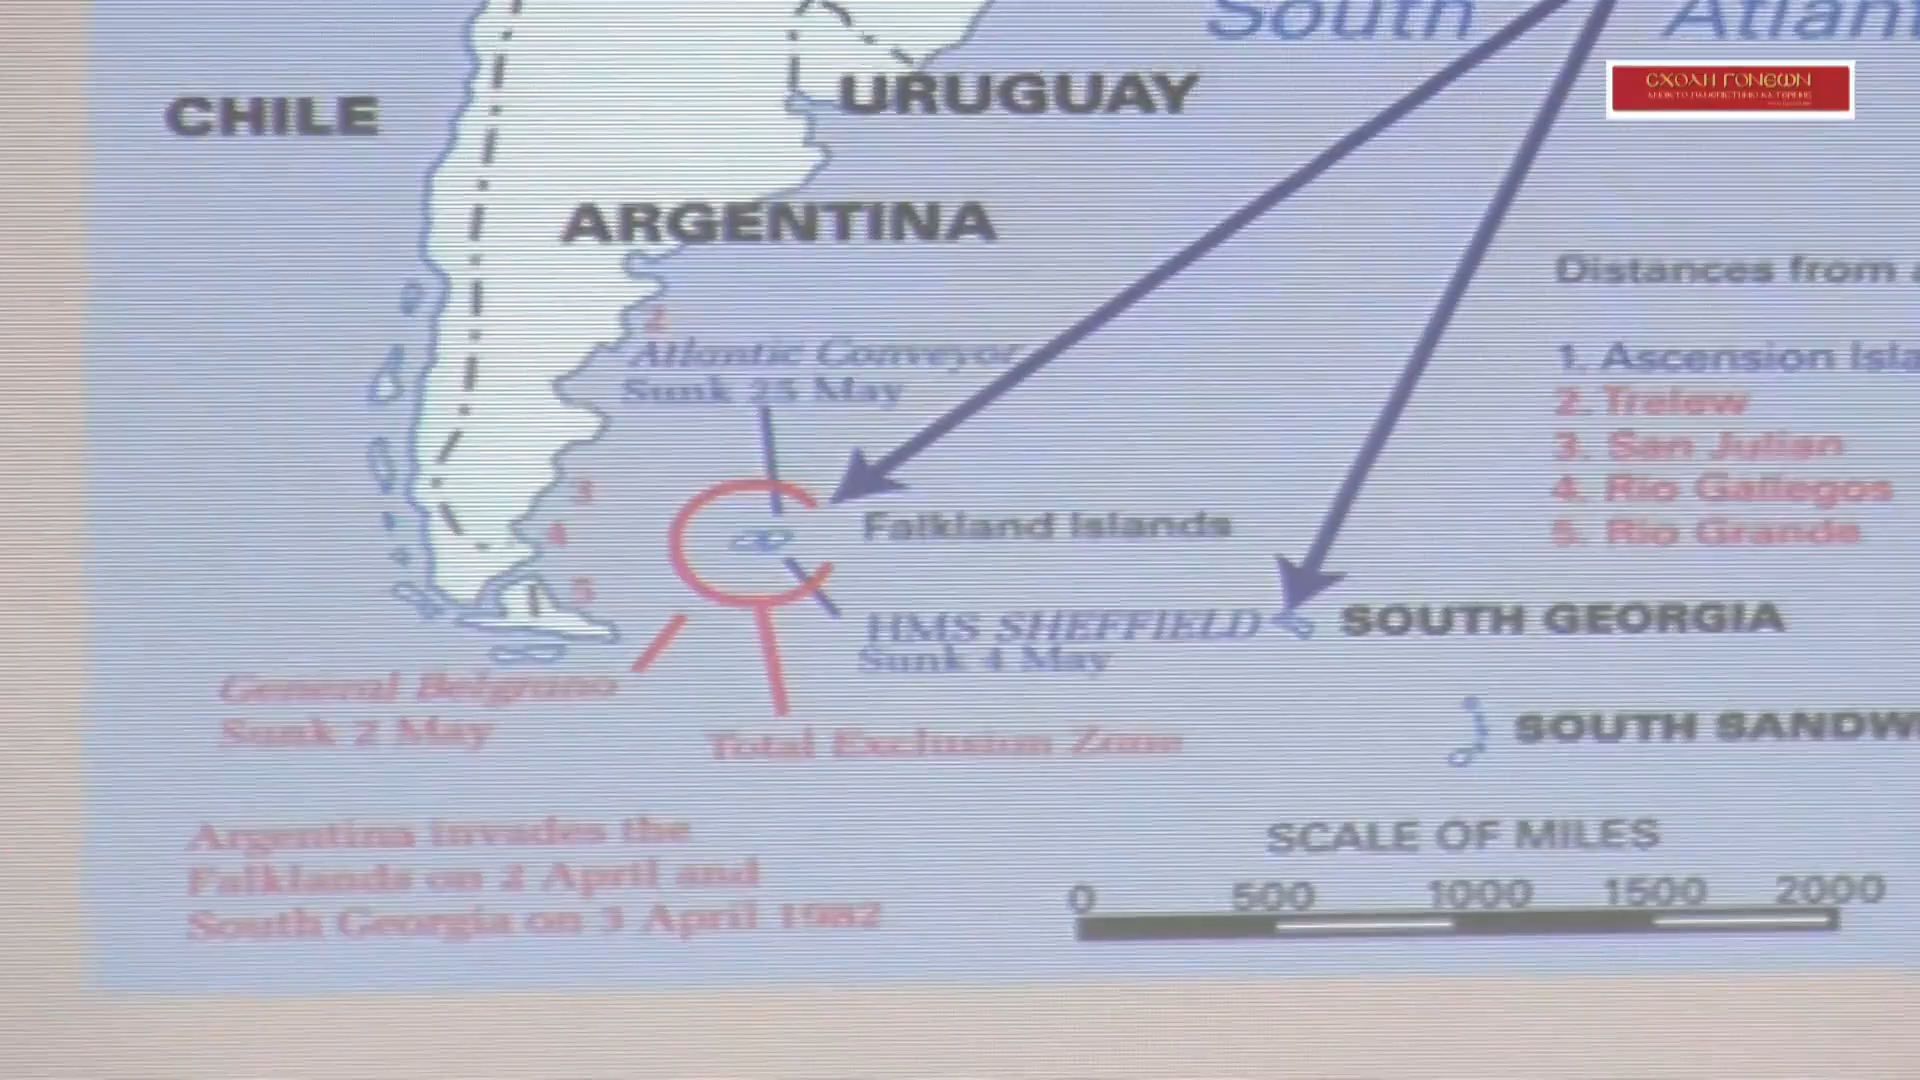 South Atlan
CHILE
URUGUAY
ΣΧΟΛΗ ΓΟΝΕΩΝ
ARGENTINA
Distances from
2
Atlantic Conveyor
Sunk 25 May
1. Ascension Isla
2. Trelew
3. San Julian
4. Rio Gallegos
5. Rio Grande
3
4
5
Falkland Islands
HMS SHEFFIELD
Sunk 4 May
SOUTH GEORGIA
General Belgrano
Sunk 2 May
Total Exclusion Zone
SOUTH SANDW
Argentina invades the
Falklands on 2 April and
South Georgia on 3 April 1982
SCALE OF MILES
0 500 1000 1500 2000